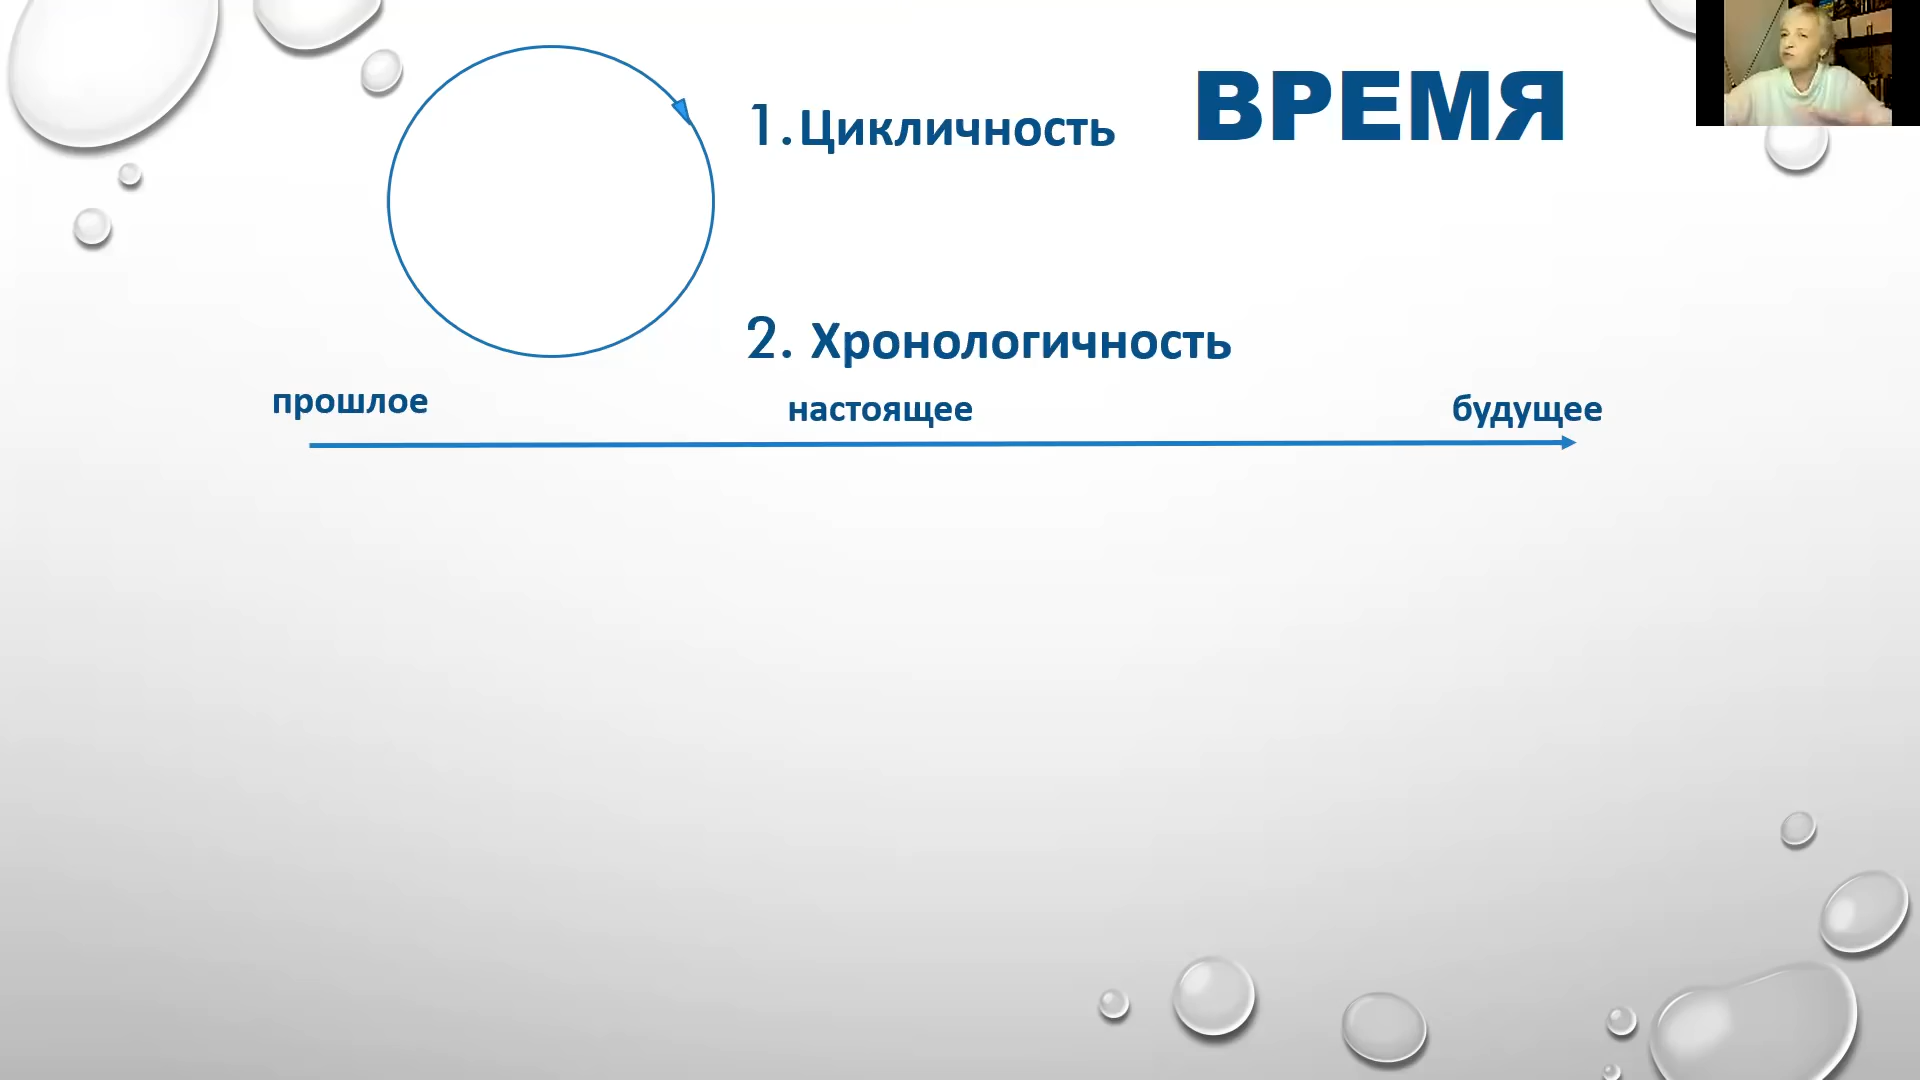 ВРЕМЯ
1. Цикличность
2. Хронологичность
прошлое
настоящее
будущее